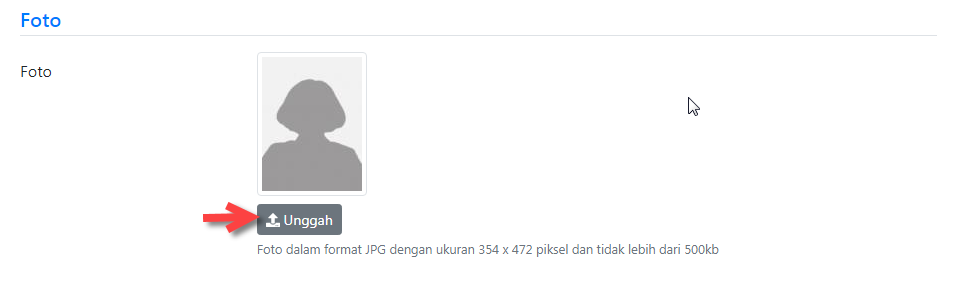 Foto
Foto
Unggah
Foto dalam format JPG dengan ukuran 354 x 472 piksel dan tidak lebih dari 500kb